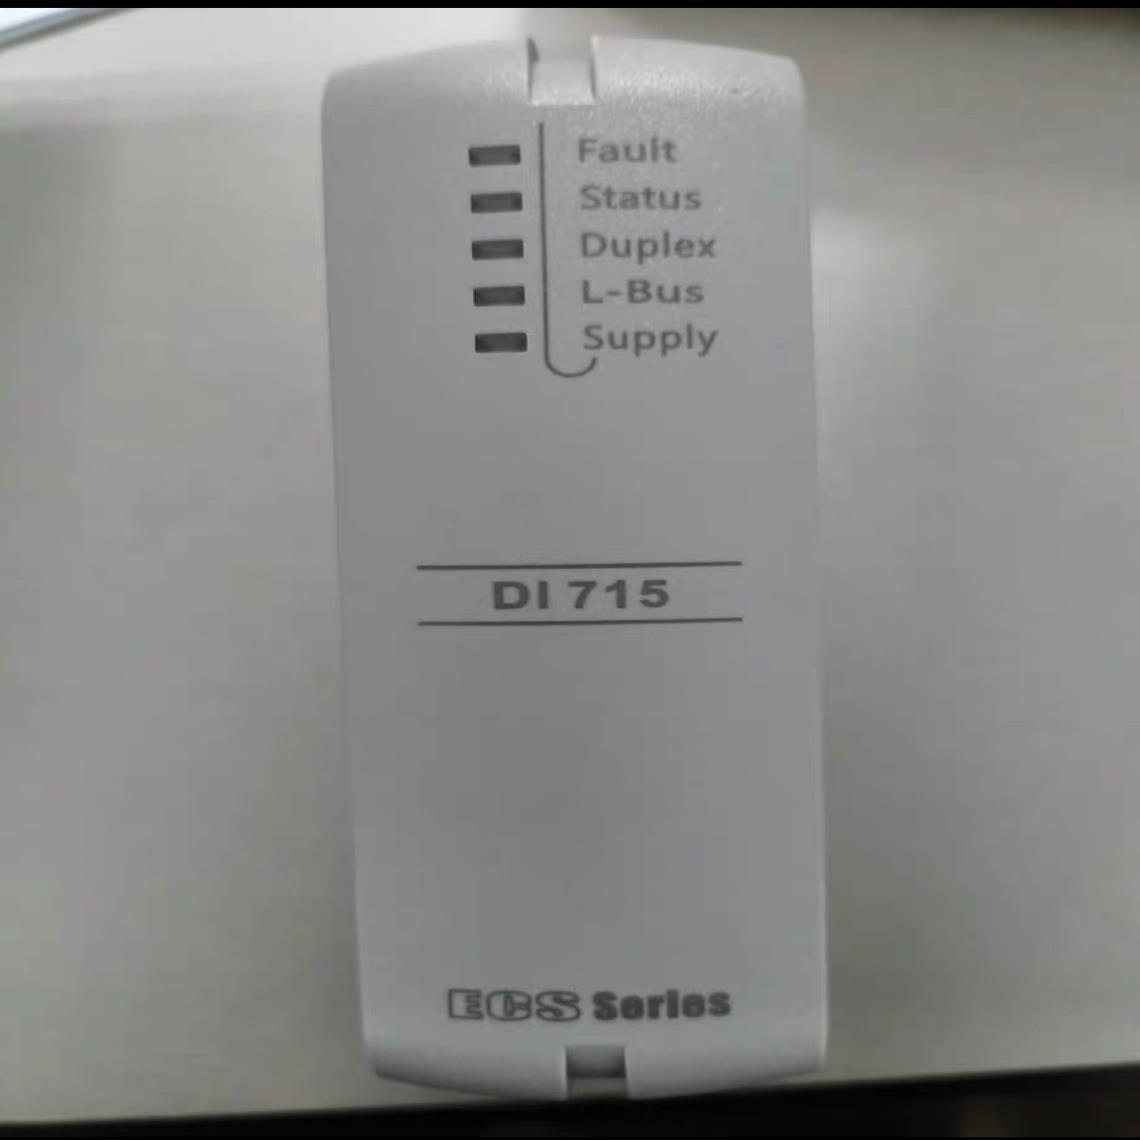 Fault
Status
Duplex
L-Bus
Supply
DI 715
ECS Series